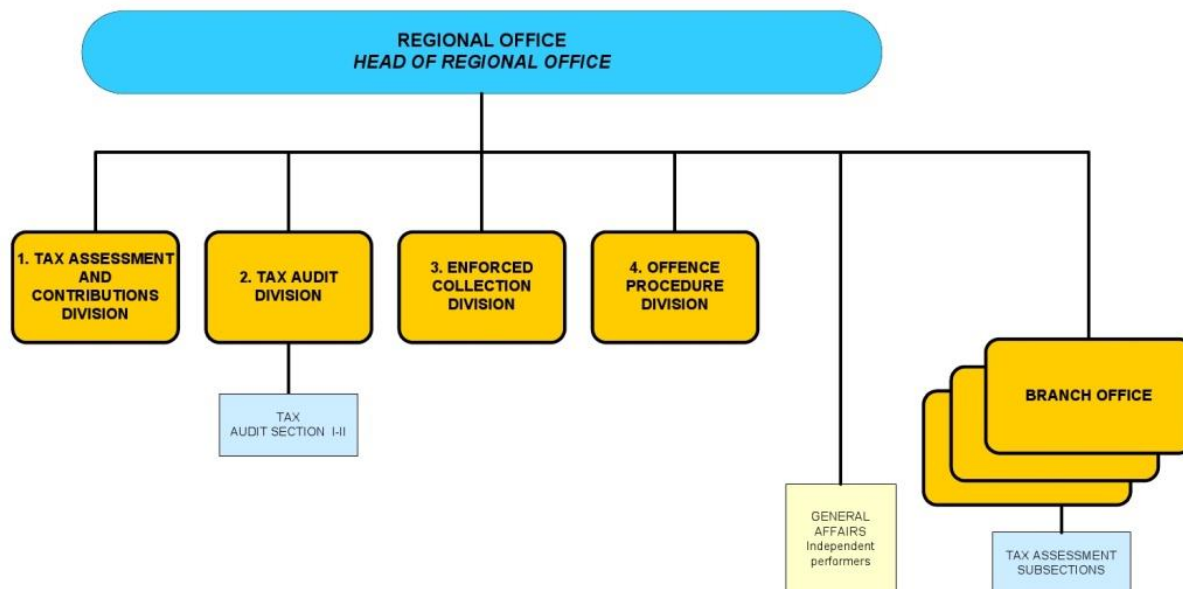 REGIONAL OFFICE
HEAD OF REGIONAL OFFICE
1. TAX ASSESSMENT
AND
CONTRIBUTIONS
DIVISION
2. TAX AUDIT
DIVISION
3. ENFORCED
COLLECTION
DIVISION
4. OFFENCE
PROCEDURE
DIVISION
BRANCH OFFICE
TAX
AUDIT SECTION I-II
GENERAL
AFFAIRS
Independent
performers
TAX ASSESSMENT
SUBSECTIONS